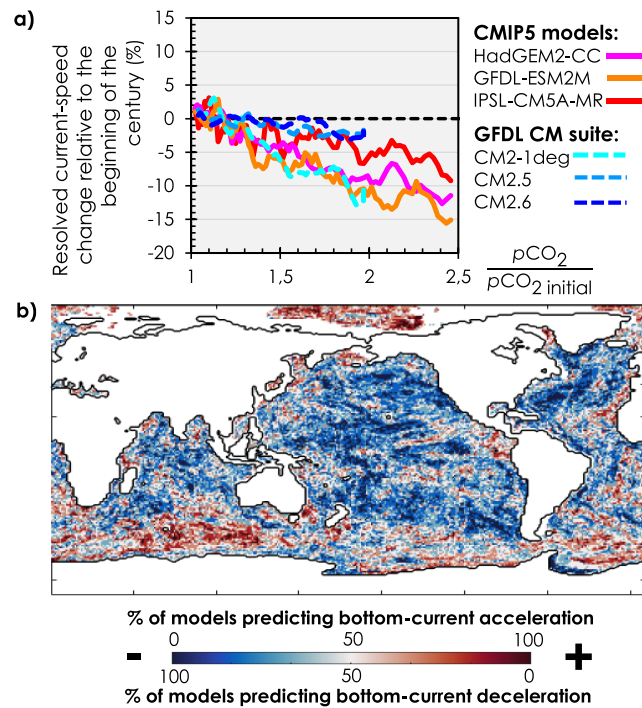 a)
Resolved current-speed
change relative to the
beginning of the
century (%)
15
10
5
0
-5
-10
-15
-20
1
1,5
2
2,5
CMIP5 models:
HadGEM2-CC
GFDL-ESM2M
IPSL-CM5A-MR
GFDL CM suite:
CM2-1deg
CM2.5
CM2.6
pCO2
pCO2 initial
b)
% of models predicting bottom-current acceleration
0 50 100
- +
100 50 0
% of models predicting bottom-current deceleration